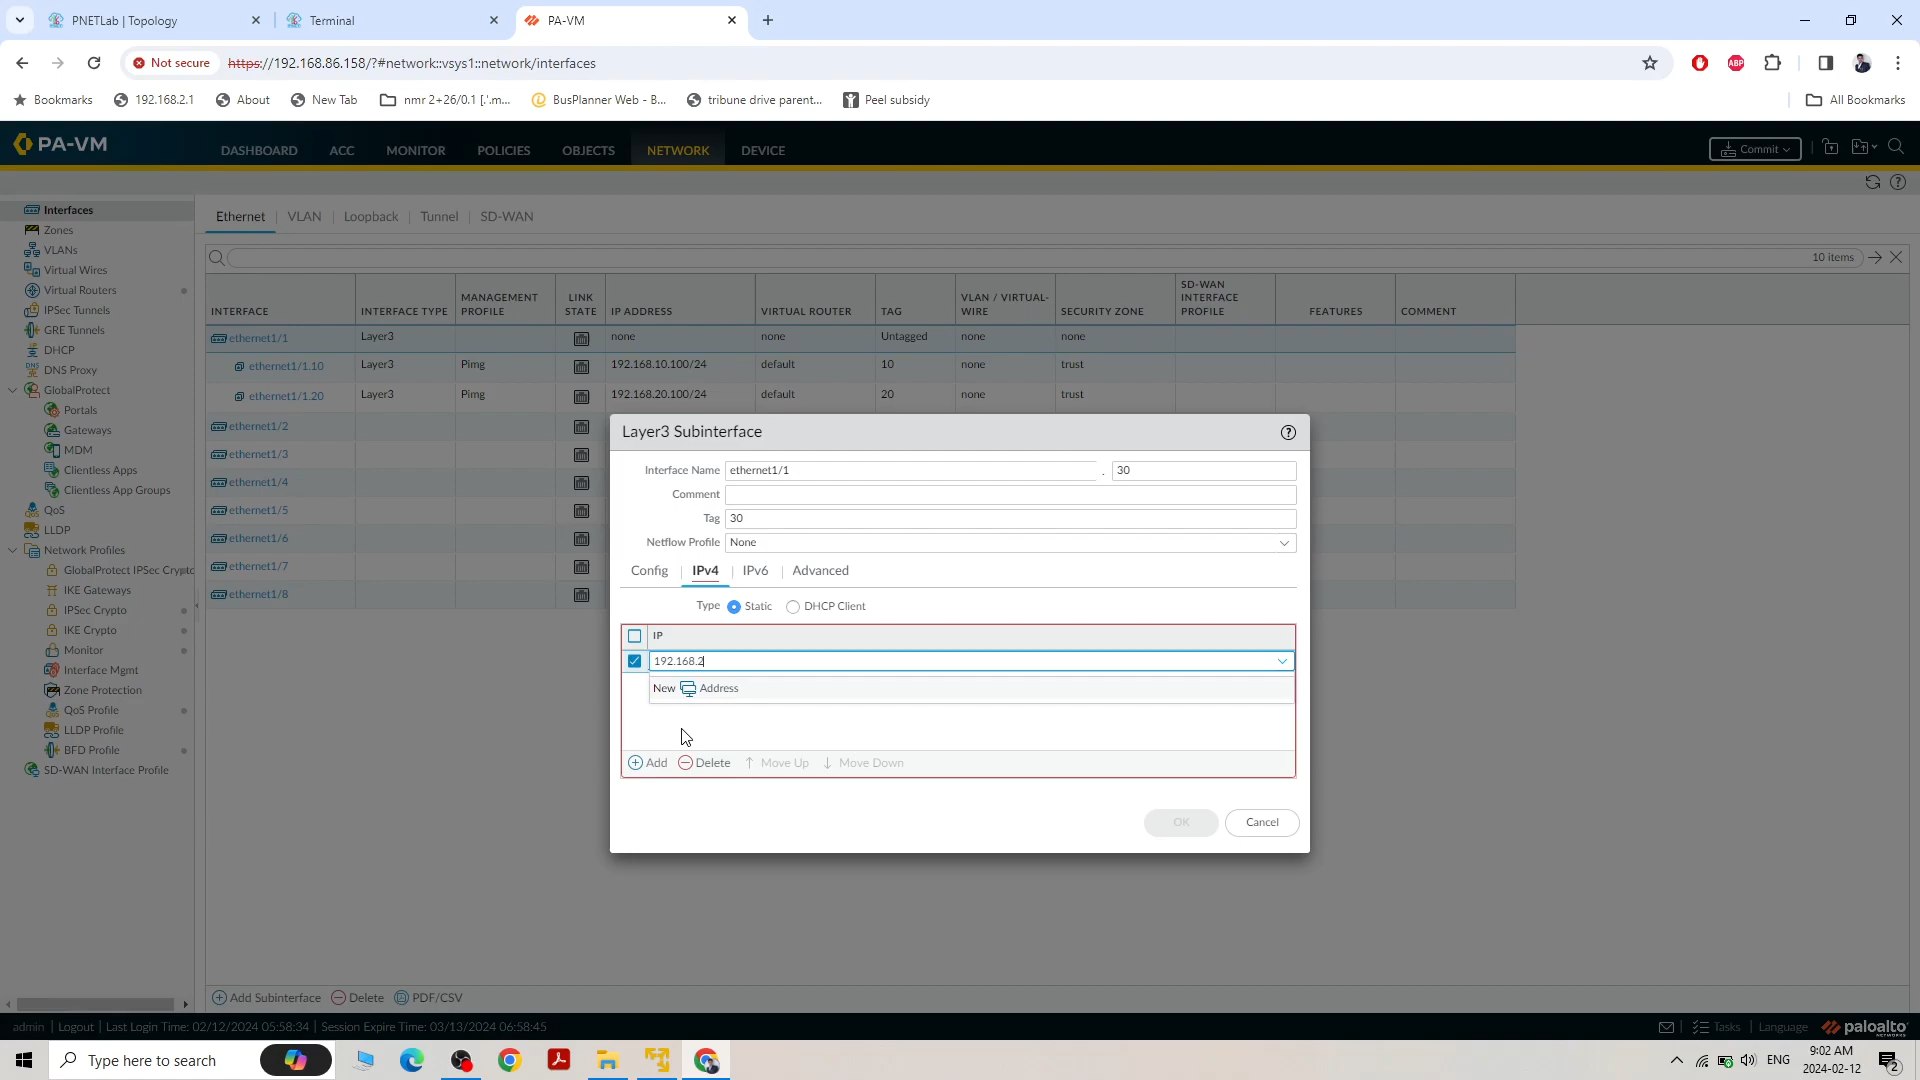 PNETLab | Topology
Terminal
PA-VM
Not secure
https://192.168.86.158/?#network::vsys1::network/interfaces
ABP
Bookmarks
192.168.2.1
About
New Tab
nmr 2+26/0.1 [.'.m...
BusPlanner Web - B...
tribune drive parent...
Peel subsidy
All Bookmarks
PA-VM
DASHBOARD
ACC
MONITOR
POLICIES
OBJECTS
NETWORK
DEVICE
Commit
Interfaces
Zones
VLANs
Virtual Wires
Virtual Routers
IPSec Tunnels
GRE Tunnels
DHCP
DNS Proxy
GlobalProtect
Portals
Gateways
MDM
Clientless Apps
Clientless App Groups
QoS
LLDP
Network Profiles
GlobalProtect IPSec Crypto
IKE Gateways
IPSec Crypto
IKE Crypto
Monitor
Interface Mgmt
Zone Protection
QoS Profile
LLDP Profile
BFD Profile
SD-WAN Interface Profile
Ethernet
VLAN
Loopback
Tunnel
SD-WAN
10 items
INTERFACE
INTERFACE TYPE
MANAGEMENT PROFILE
LINK STATE
IP ADDRESS
VIRTUAL ROUTER
TAG
VLAN / VIRTUAL-WIRE
SECURITY ZONE
SD-WAN INTERFACE PROFILE
FEATURES
COMMENT
ethernet1/1 Layer3 none none Untagged none none
ethernet1/1.10 Layer3 Pimg 192.168.10.100/24 default 10 none trust
ethernet1/1.20 Layer3 Pimg 192.168.20.100/24 default 20 none trust
ethernet1/2
ethernet1/3
ethernet1/4
ethernet1/5
ethernet1/6
ethernet1/7
ethernet1/8
Layer3 Subinterface
Interface Name ethernet1/1 . 30
Comment
Tag 30
Netflow Profile None
Config
IPv4
IPv6
Advanced
Type Static DHCP Client
IP
192.168.2
New Address
Add
Delete
Move Up
Move Down
OK
Cancel
Add Subinterface
Delete
PDF/CSV
admin | Logout | Last Login Time: 02/12/2024 05:58:34 | Session Expire Time: 03/13/2024 06:58:45
Tasks
Language
paloalto
NETWORKS
Type here to search
ENG
9:02 AM
2024-02-12
2